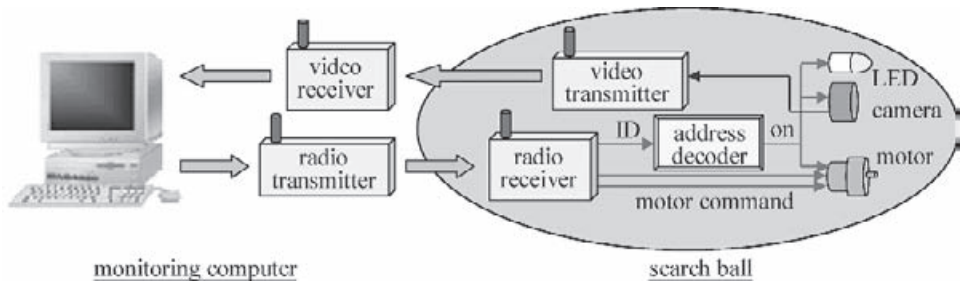 video
receiver
video
transmitter
LED
camera
radio
transmitter
radio
receiver
ID
address
decoder
on
motor
motor command
monitoring computer
search ball